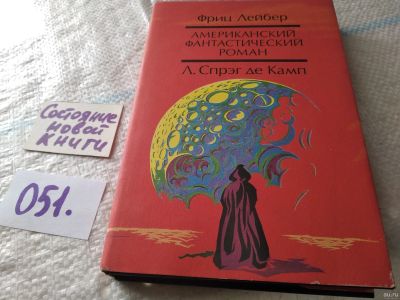 Фриц Лейбер
АМЕРИКАНСКИЙ
ФАНТАСТИЧЕСКИЙ
РОМАН
Л. Спрэг де Камп
Состояние
новой
книги
051.